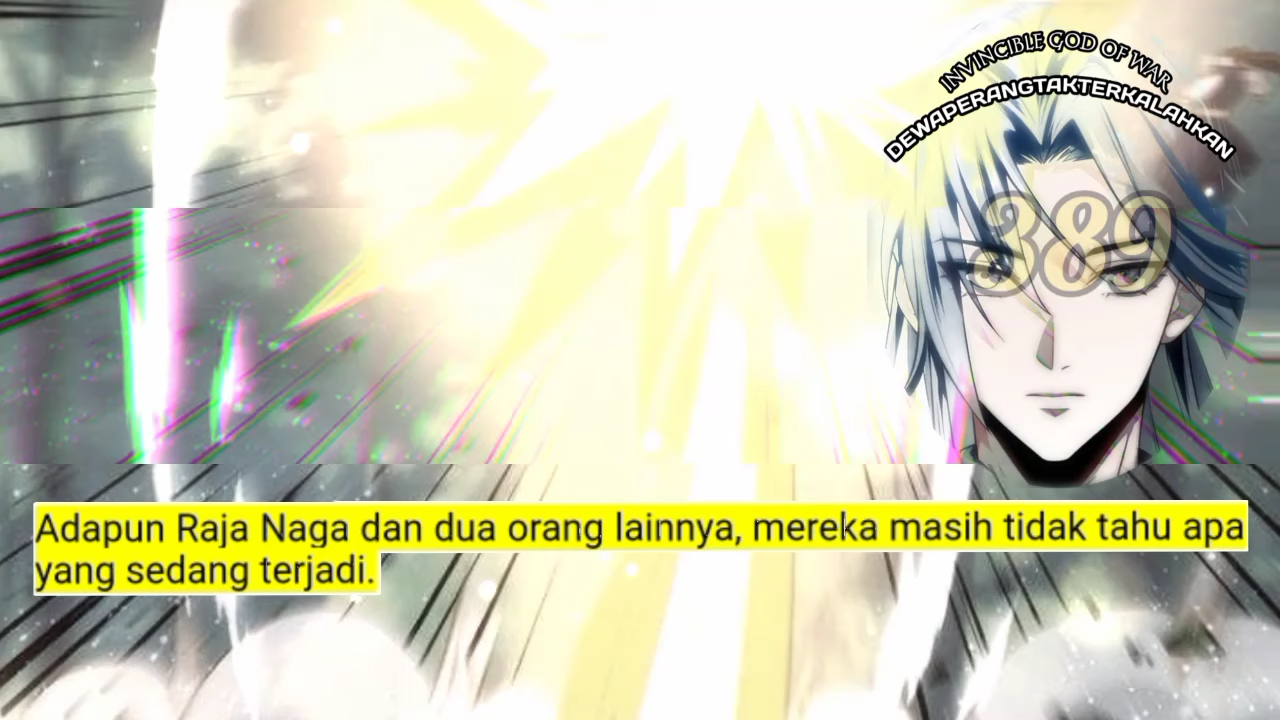 INVINCIBLE GOD OF WAR
DEWAPERANGTAKTERKALAHKAN
389
Adapun Raja Naga dan dua orang lainnya, mereka masih tidak tahu apa
yang sedang terjadi.